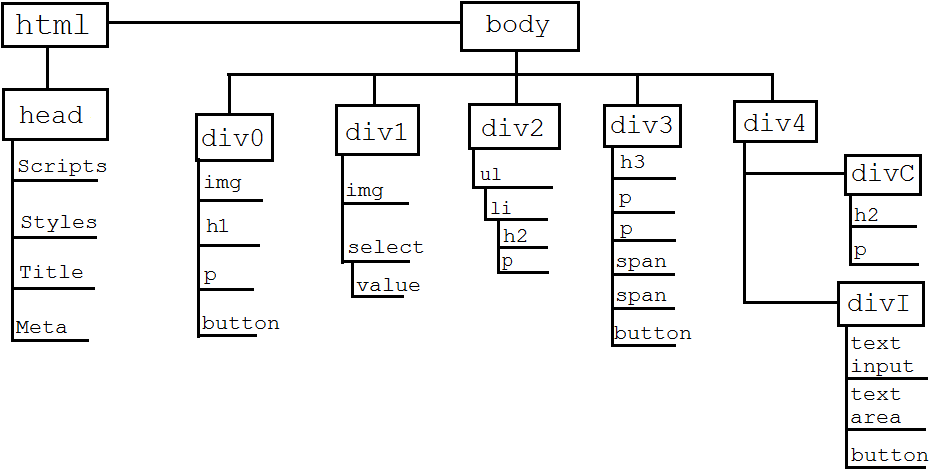 html
body
head
Scripts
Styles
Title
Meta
div0
img
h1
p
button
div1
img
select
value
div2
ul
li
h2
p
div3
h3
p
p
span
span
button
div4
divC
h2
p
divI
text
input
text
area
button